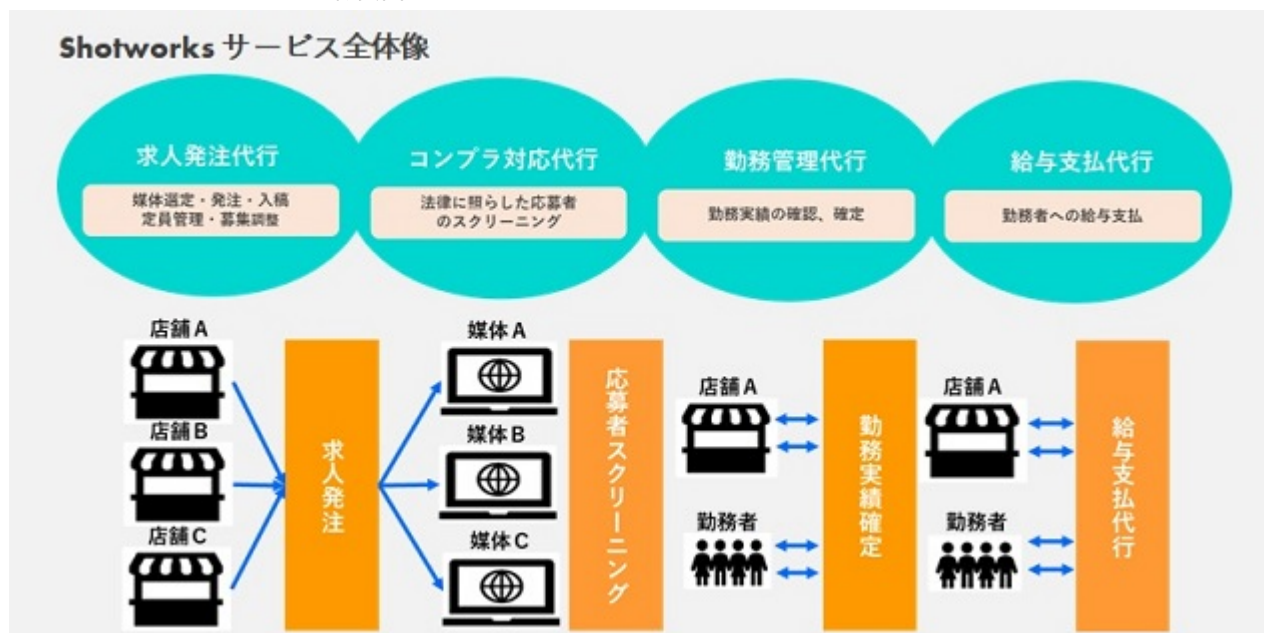 Shotworks サービス全体像
求人発注代行
媒体選定・発注・入稿
定員管理・募集調整
コンプラ対応代行
法律に照らした応募者
のスクリーニング
勤務管理代行
勤務実績の確認、確定
給与支払代行
勤務者への給与支払
店舗A
店舗B
店舗C
求人発注
媒体A
媒体B
媒体C
応募者スクリーニング
店舗A
勤務者
勤務実績確定
店舗A
勤務者
給与支払代行